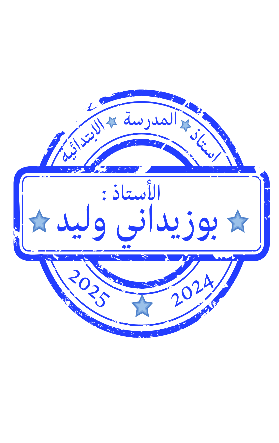 أستاذ المدرسة الابتدائية
الأستاذ :
بوزيداني وليد
2025 2024